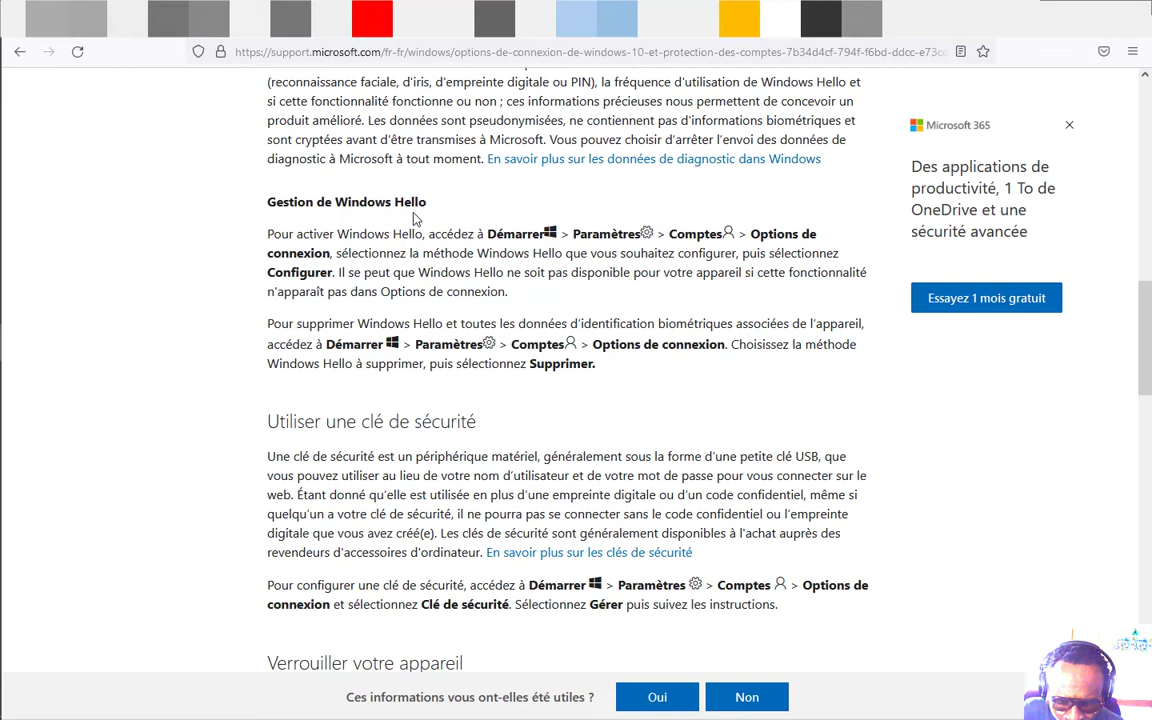 https://support.microsoft.com/fr-fr/windows/options-de-connexion-de-windows-10-et-protection-des-comptes-7b34d4cf-794f-f6bd-ddcc-e73cc
(reconnaissance faciale, d'iris, d'empreinte digitale ou PIN), la fréquence d'utilisation de Windows Hello et
si cette fonctionnalité fonctionne ou non ; ces informations précieuses nous permettent de concevoir un
produit amélioré. Les données sont pseudonymisées, ne contiennent pas d'informations biométriques et
sont cryptées avant d'être transmises à Microsoft. Vous pouvez choisir d'arrêter l'envoi des données de
diagnostic à Microsoft à tout moment. En savoir plus sur les données de diagnostic dans Windows
Gestion de Windows Hello
Pour activer Windows Hello, accédez à Démarrer > Paramètres > Comptes > Options de
connexion, sélectionnez la méthode Windows Hello que vous souhaitez configurer, puis sélectionnez
Configurer. Il se peut que Windows Hello ne soit pas disponible pour votre appareil si cette fonctionnalité
n'apparaît pas dans Options de connexion.
Pour supprimer Windows Hello et toutes les données d'identification biométriques associées de l'appareil,
accédez à Démarrer > Paramètres > Comptes > Options de connexion. Choisissez la méthode
Windows Hello à supprimer, puis sélectionnez Supprimer.
Utiliser une clé de sécurité
Une clé de sécurité est un périphérique matériel, généralement sous la forme d'une petite clé USB, que
vous pouvez utiliser au lieu de votre nom d'utilisateur et de votre mot de passe pour vous connecter sur le
web. Étant donné qu'elle est utilisée en plus d'une empreinte digitale ou d'un code confidentiel, même si
quelqu'un a votre clé de sécurité, il ne pourra pas se connecter sans le code confidentiel ou l'empreinte
digitale que vous avez créé(e). Les clés de sécurité sont généralement disponibles à l'achat auprès des
revendeurs d'accessoires d'ordinateur. En savoir plus sur les clés de sécurité
Pour configurer une clé de sécurité, accédez à Démarrer > Paramètres > Comptes > Options de
connexion et sélectionnez Clé de sécurité. Sélectionnez Gérer puis suivez les instructions.
Verrouiller votre appareil
Microsoft 365
Des applications de
productivité, 1 To de
OneDrive et une
sécurité avancée
Essayez 1 mois gratuit
Ces informations vous ont-elles été utiles ?
Oui
Non